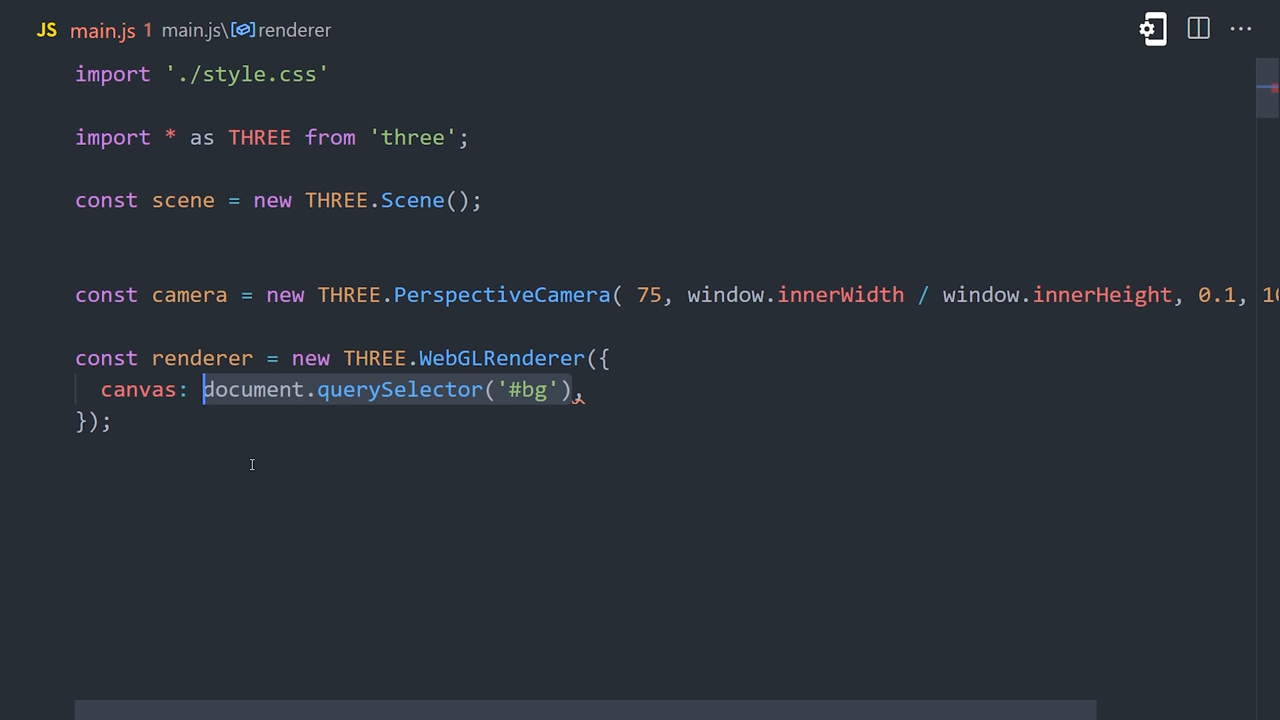 JS main.js 1 main.js\renderer
import './style.css'
import * as THREE from 'three';
const scene = new THREE.Scene();
const camera = new THREE.PerspectiveCamera( 75, window.innerWidth / window.innerHeight, 0.1, 10
const renderer = new THREE.WebGLRenderer({
canvas: document.querySelector('#bg'),
});